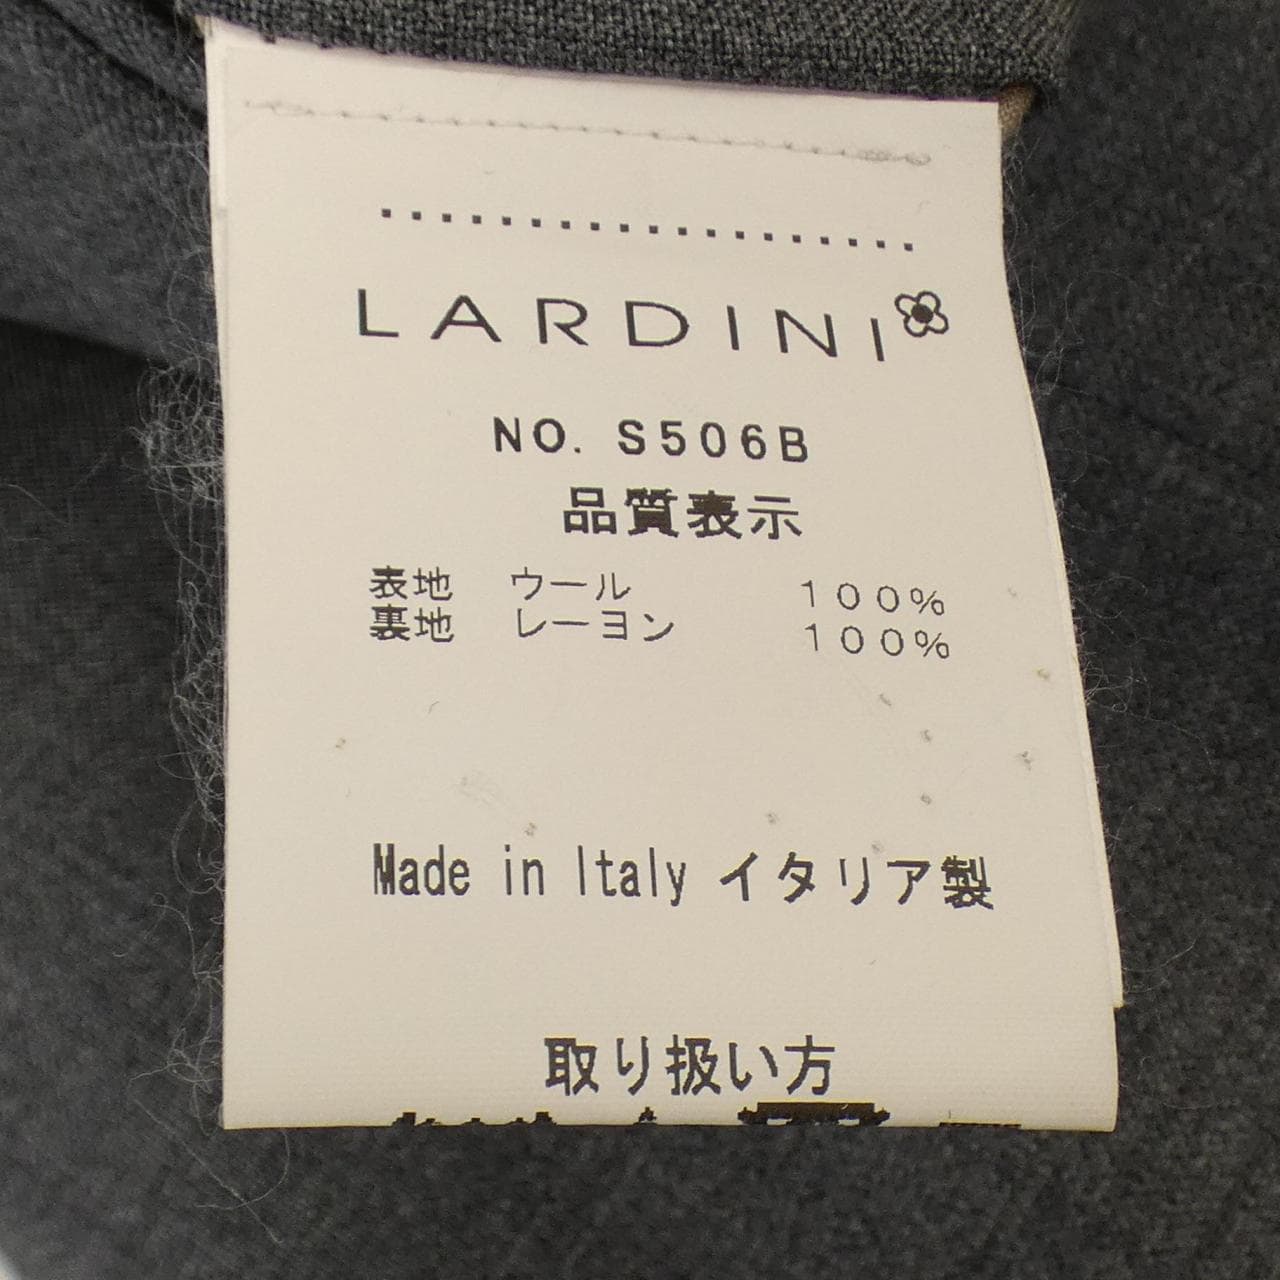 LARDINI
NO. S506B
品質表示
表地 ウール 100%
裏地 レーヨン 100%
Made in Italy イタリア製
取り扱い方